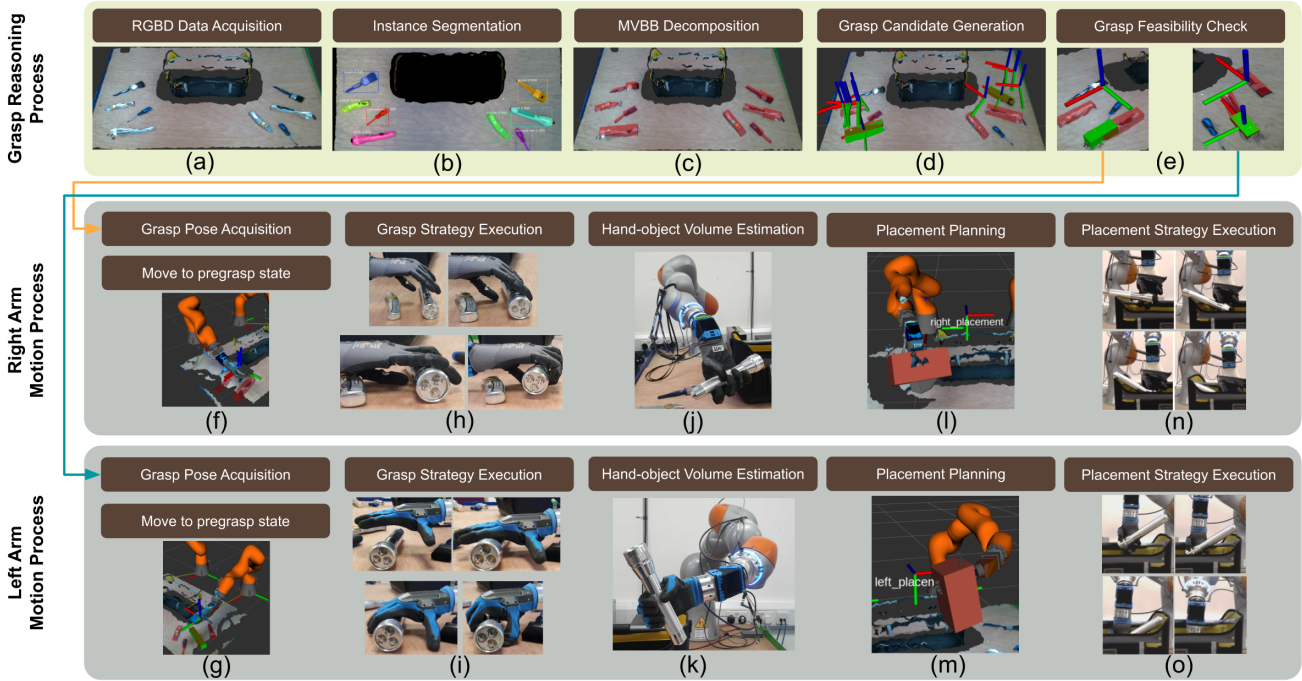 Grasp Reasoning
Process
RGBD Data Acquisition
Instance Segmentation
MVBB Decomposition
Grasp Candidate Generation
Grasp Feasibility Check
(a)
(b)
(c)
(d)
(e)
Right Arm
Motion Process
Grasp Pose Acquisition
Grasp Strategy Execution
Hand-object Volume Estimation
Placement Planning
Placement Strategy Execution
Move to pregrasp state
right_placement
(f)
(h)
(j)
(l)
(n)
Left Arm
Motion Process
Grasp Pose Acquisition
Grasp Strategy Execution
Hand-object Volume Estimation
Placement Planning
Placement Strategy Execution
Move to pregrasp state
left_placen
(g)
(i)
(k)
(m)
(o)